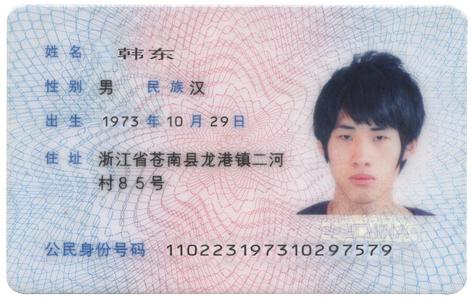 姓名 韩东
性别 男 民族 汉
出生 1973 年 10 月 29 日
住址 浙江省苍南县龙港镇二河
村85号
公民身份号码 110223197310297579